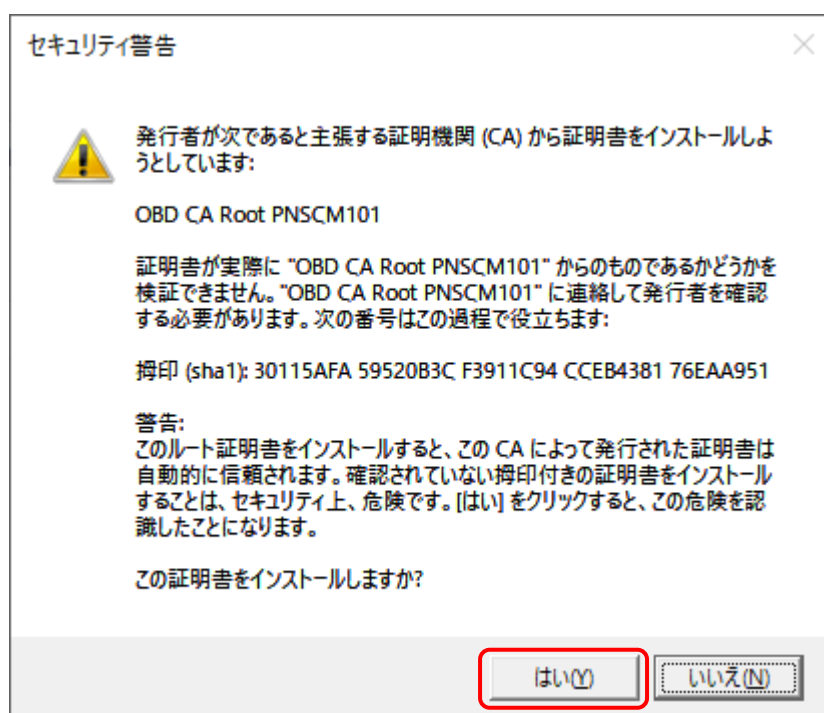 セキュリティ警告
発行者が次であると主張する証明機関 (CA) から証明書をインストールしよ
うとしています:
OBD CA Root PNSCM101
証明書が実際に "OBD CA Root PNSCM101" からのものであるかどうかを
検証できません。"OBD CA Root PNSCM101" に連絡して発行者を確認
する必要があります。次の番号はこの過程で役立ちます:
拇印 (sha1): 30115AFA 59520B3C F3911C94 CCEB4381 76EAA951
警告:
このルート証明書をインストールすると、この CA によって発行された証明書は
自動的に信頼されます。確認されていない拇印付きの証明書をインストール
することは、セキュリティ上、危険です。[はい] をクリックすると、この危険を認
識したことになります。
この証明書をインストールしますか?
はい(Y) いいえ(N)